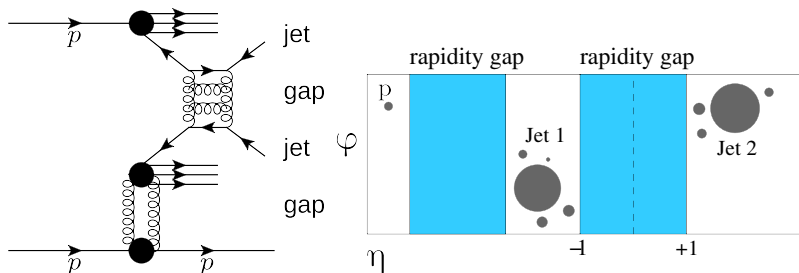 p
jet
gap
jet
gap
p
p
rapidity gap rapidity gap
p
Jet 1
Jet 2
φ
η
-1
+1